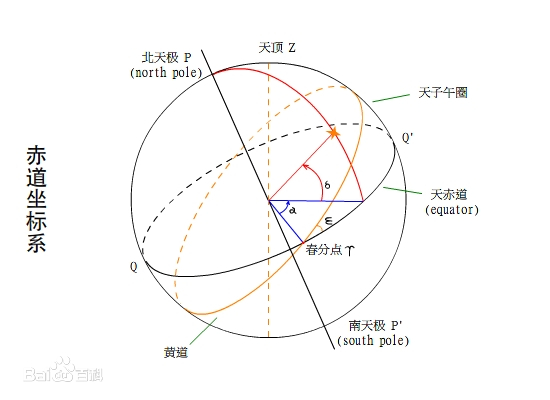 赤道坐标系
天顶 Z
北天极 P
(north pole)
天子午圈
Q'
δ
天赤道
(equator)
a
ε
春分点 ♈
Q
南天极 P'
(south pole)
黄道
Bai百科